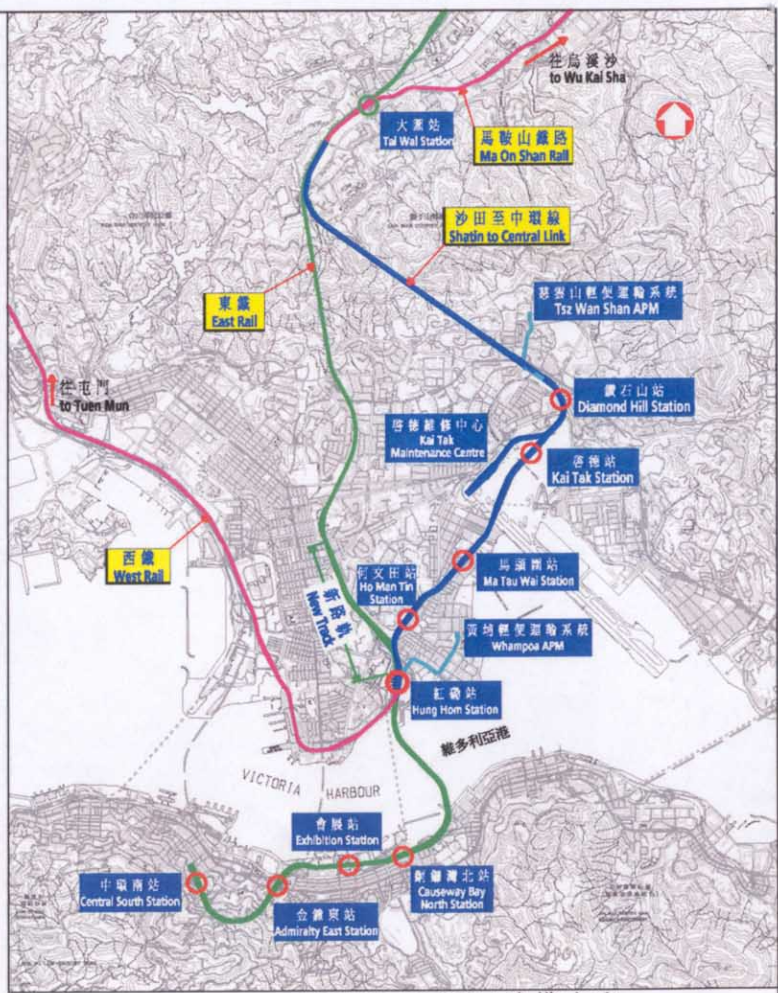 往烏溪沙
to Wu Kai Sha
大圍站
Tai Wai Station
馬鞍山鐵路
Ma On Shan Rail
沙田至中環線
Shatin to Central Link
東鐵
East Rail
慈雲山輕便運輸系統
Tsz Wan Shan APM
往屯門
to Tuen Mun
鑽石山站
Diamond Hill Station
啓德維修中心
Kai Tak
Maintenance Centre
啓德站
Kai Tak Station
西鐵
West Rail
馬頭圍站
Ma Tau Wai Station
何文田站
Ho Man Tin
Station
新路軌
New Track
黃埔輕便運輸系統
Whampoa APM
紅磡站
Hung Hom Station
維多利亞港
VICTORIA HARBOUR
會展站
Exhibition Station
銅鑼灣北站
Causeway Bay
North Station
中環南站
Central South Station
金鐘東站
Admiralty East Station